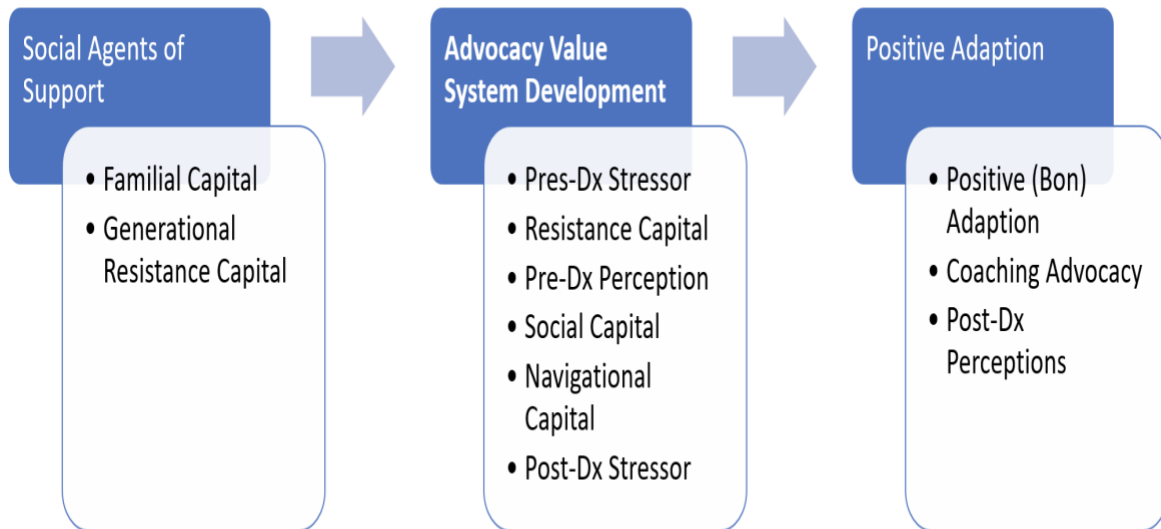 Social Agents of
Support
• Familial Capital
• Generational
Resistance Capital
Advocacy Value
System Development
• Pres-Dx Stressor
• Resistance Capital
• Pre-Dx Perception
• Social Capital
• Navigational
Capital
• Post-Dx Stressor
Positive Adaption
• Positive (Bon)
Adaption
• Coaching Advocacy
• Post-Dx
Perceptions